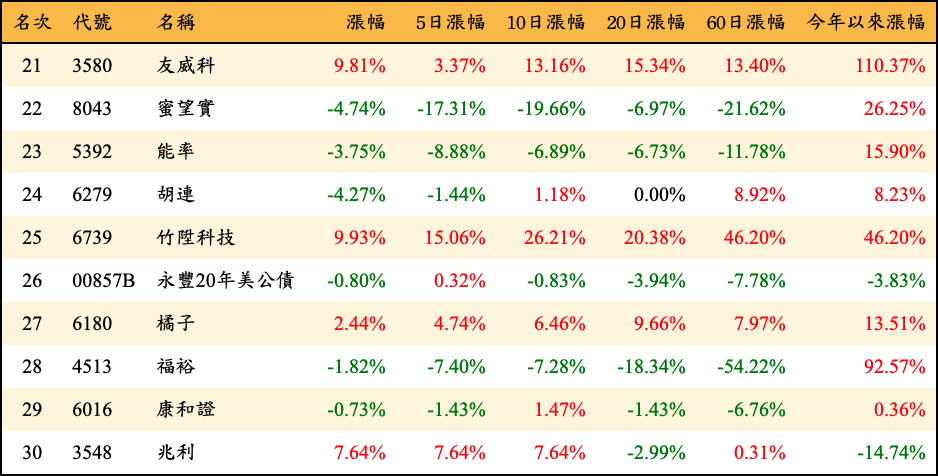 名次 代號 名稱 漲幅 5日漲幅 10日漲幅 20日漲幅 60日漲幅 今年以來漲幅
21 3580 友威科 9.81% 3.37% 13.16% 15.34% 13.40% 110.37%
22 8043 蜜望實 -4.74% -17.31% -19.66% -6.97% -21.62% 26.25%
23 5392 能率 -3.75% -8.88% -6.89% -6.73% -11.78% 15.90%
24 6279 胡連 -4.27% -1.44% 1.18% 0.00% 8.92% 8.23%
25 6739 竹陞科技 9.93% 15.06% 26.21% 20.38% 46.20% 46.20%
26 00857B 永豐20年美公債 -0.80% 0.32% -0.83% -3.94% -7.78% -3.83%
27 6180 橘子 2.44% 4.74% 6.46% 9.66% 7.97% 13.51%
28 4513 福裕 -1.82% -7.40% -7.28% -18.34% -54.22% 92.57%
29 6016 康和證 -0.73% -1.43% 1.47% -1.43% -6.76% 0.36%
30 3548 兆利 7.64% 7.64% 7.64% -2.99% 0.31% -14.74%